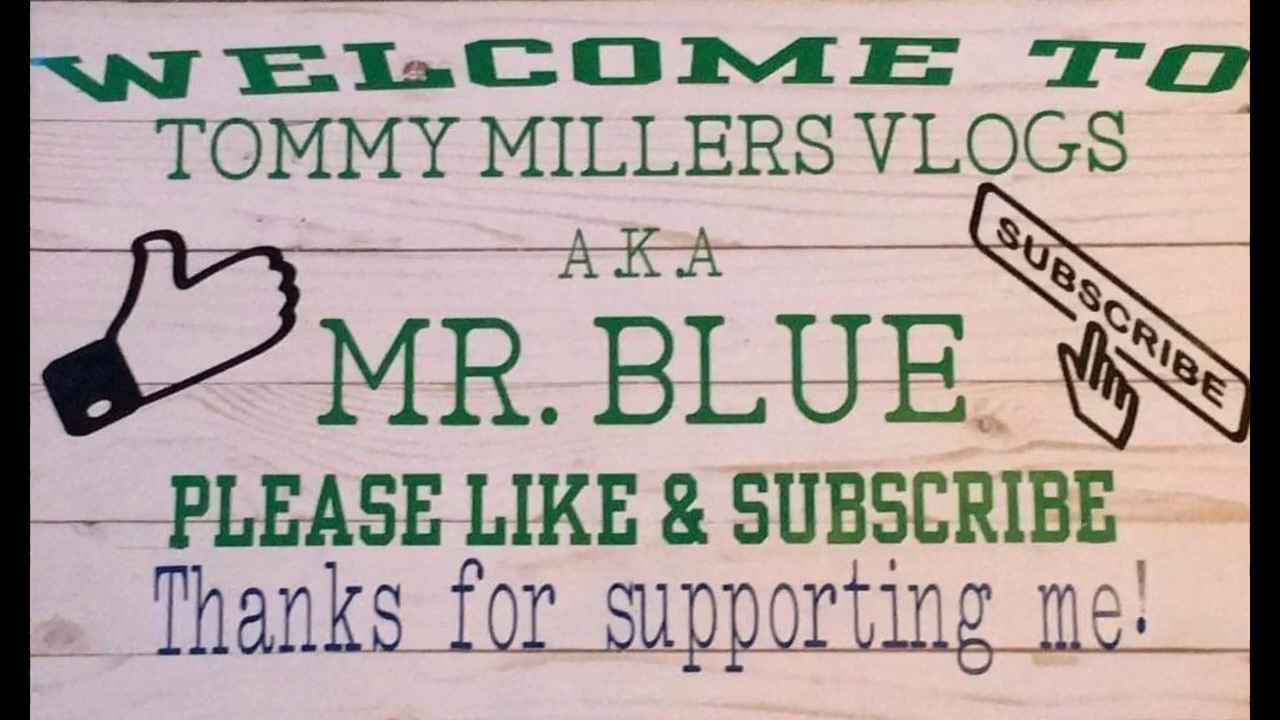 WELCOME TO
TOMMY MILLERS VLOGS
A.K.A
SUBSCRIBE
MR. BLUE
PLEASE LIKE & SUBSCRIBE
Thanks for supporting me!